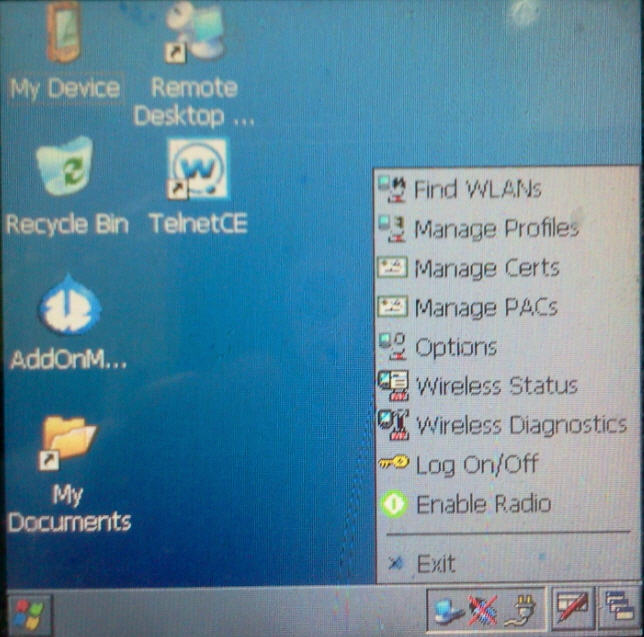 My Device
Remote
Desktop ...
Recycle Bin
TelnetCE
AddOnM...
My
Documents
Find WLANs
Manage Profiles
Manage Certs
Manage PACs
Options
Wireless Status
Wireless Diagnostics
Log On/Off
Enable Radio
Exit